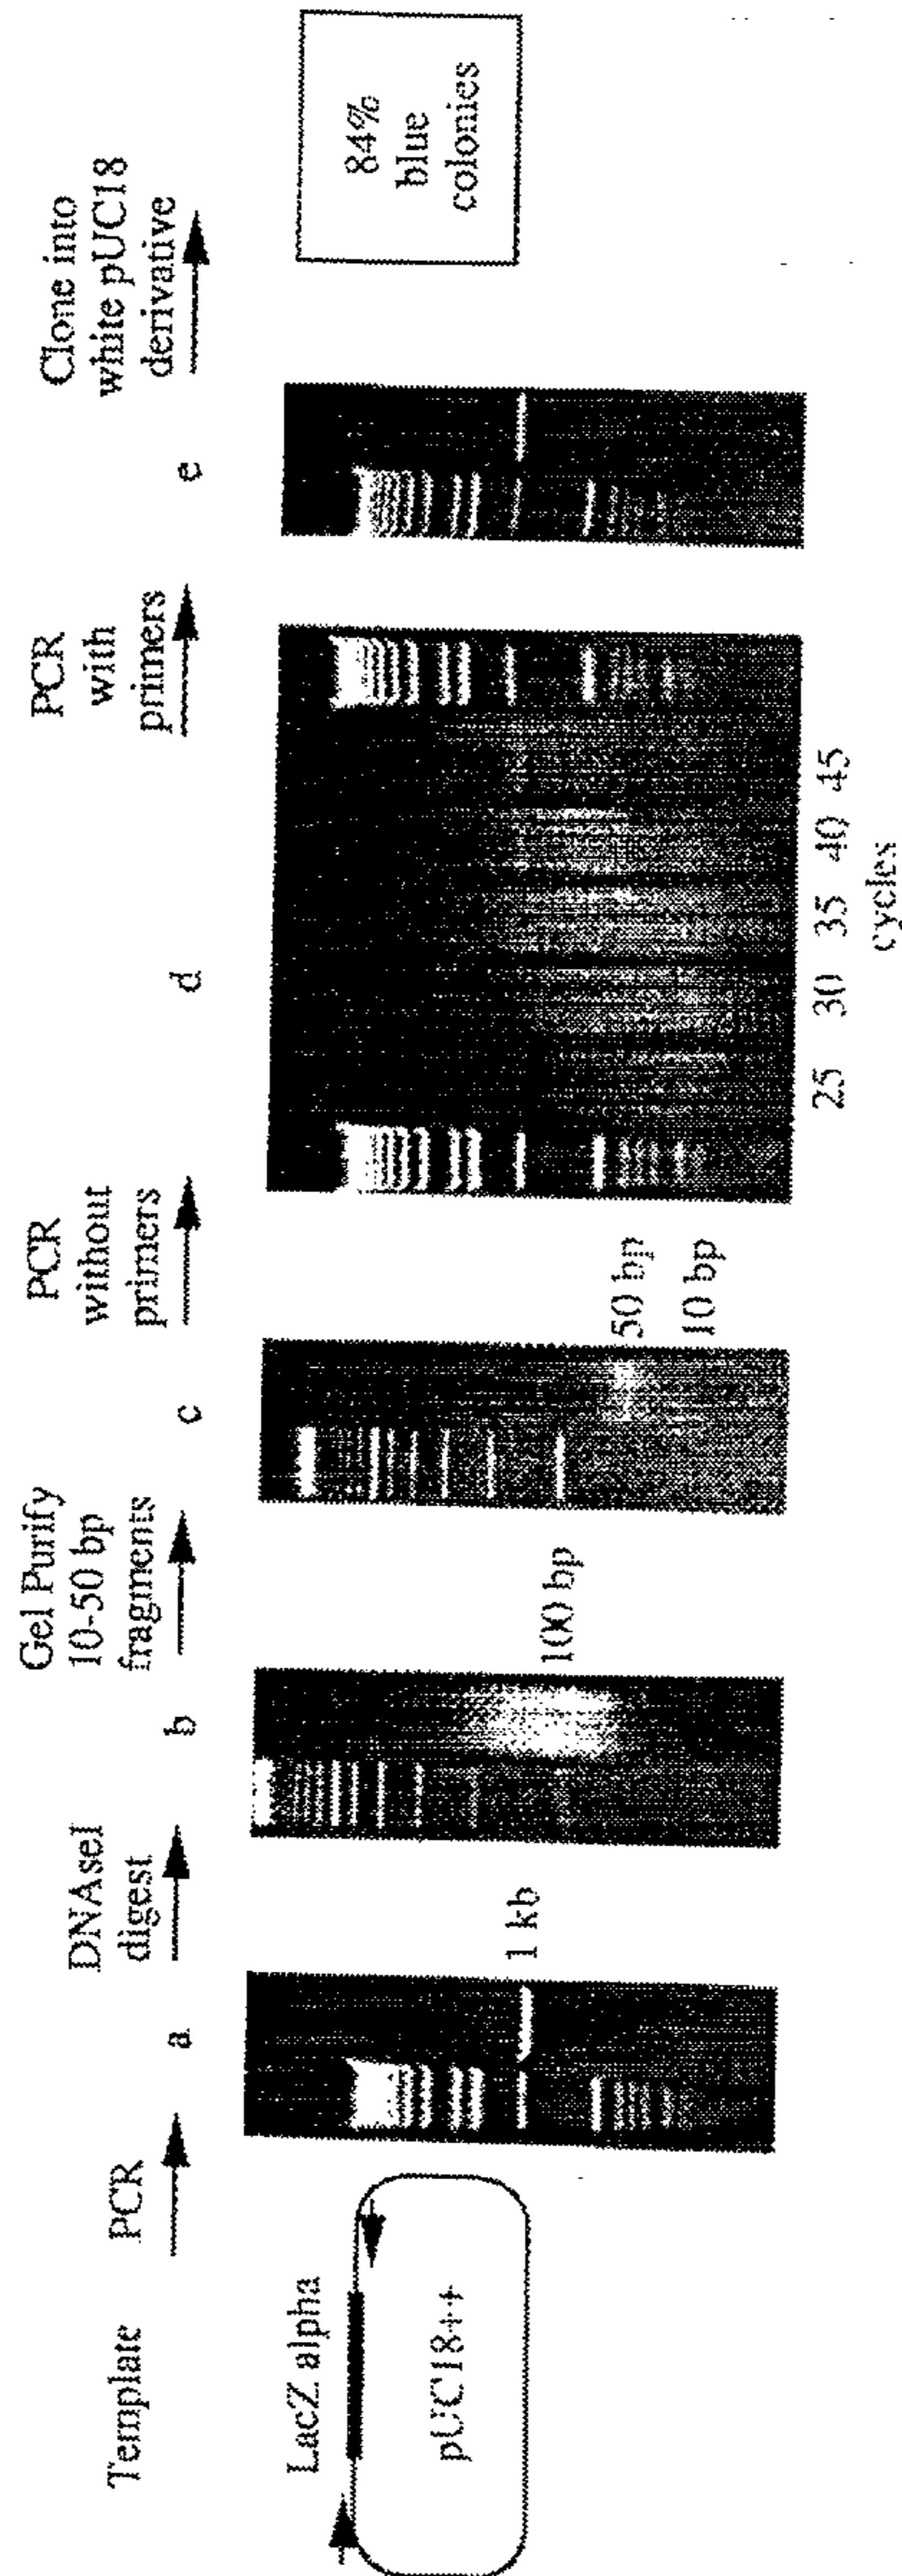 Template
LacZ alpha
pUC18++
PCR
a
1 kb
DNAseI
digest
b
100 bp
Gel Purify
10-50 bp
fragments
c
50 bp
10 bp
PCR
without
primers
d
25 30 35 40 45
cycles
PCR
with
primers
e
Clone into
white pUC18
derivative
84%
blue
colonies